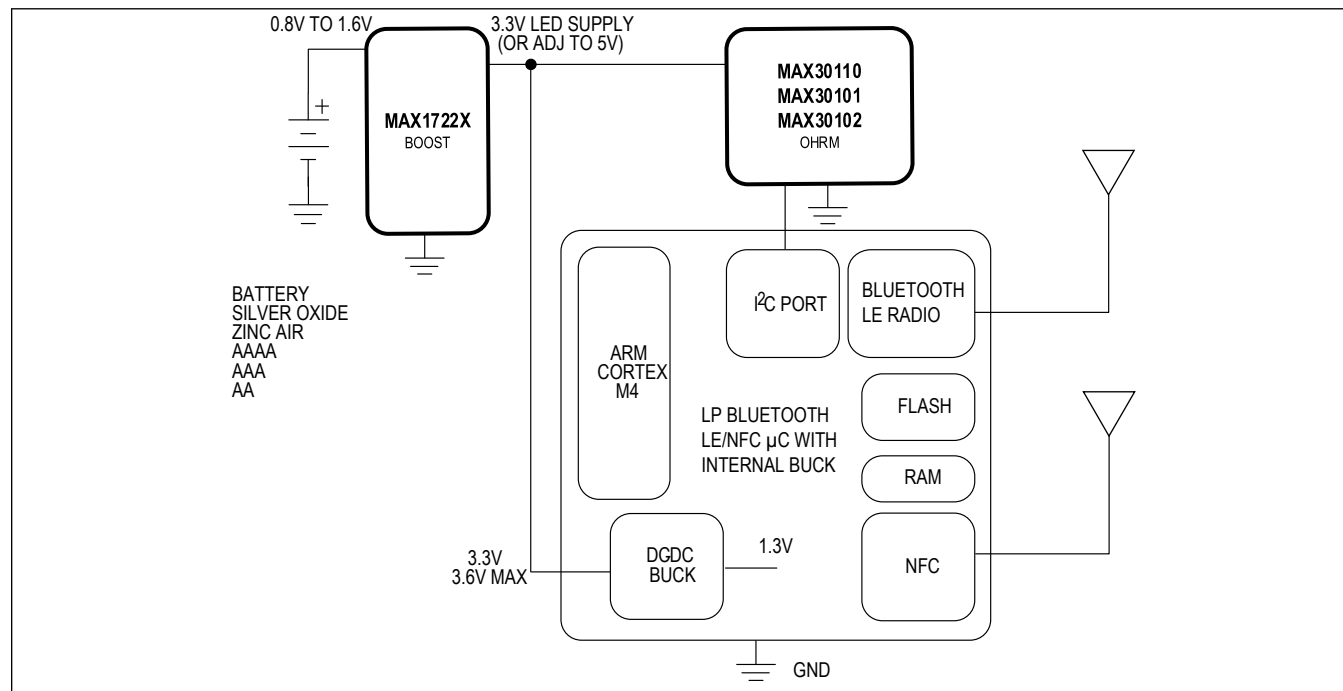 0.8V TO 1.6V
3.3V LED SUPPLY
(OR ADJ TO 5V)
+
MAX1722X
BOOST
MAX30110
MAX30101
MAX30102
OHRM
BATTERY
SILVER OXIDE
ZINC AIR
AAAA
AAA
AA
ARM
CORTEX
M4
I²C PORT
BLUETOOTH
LE RADIO
LP BLUETOOTH
LE/NFC µC WITH
INTERNAL BUCK
FLASH
RAM
3.3V
3.6V MAX
DGDC
BUCK
1.3V
NFC
GND